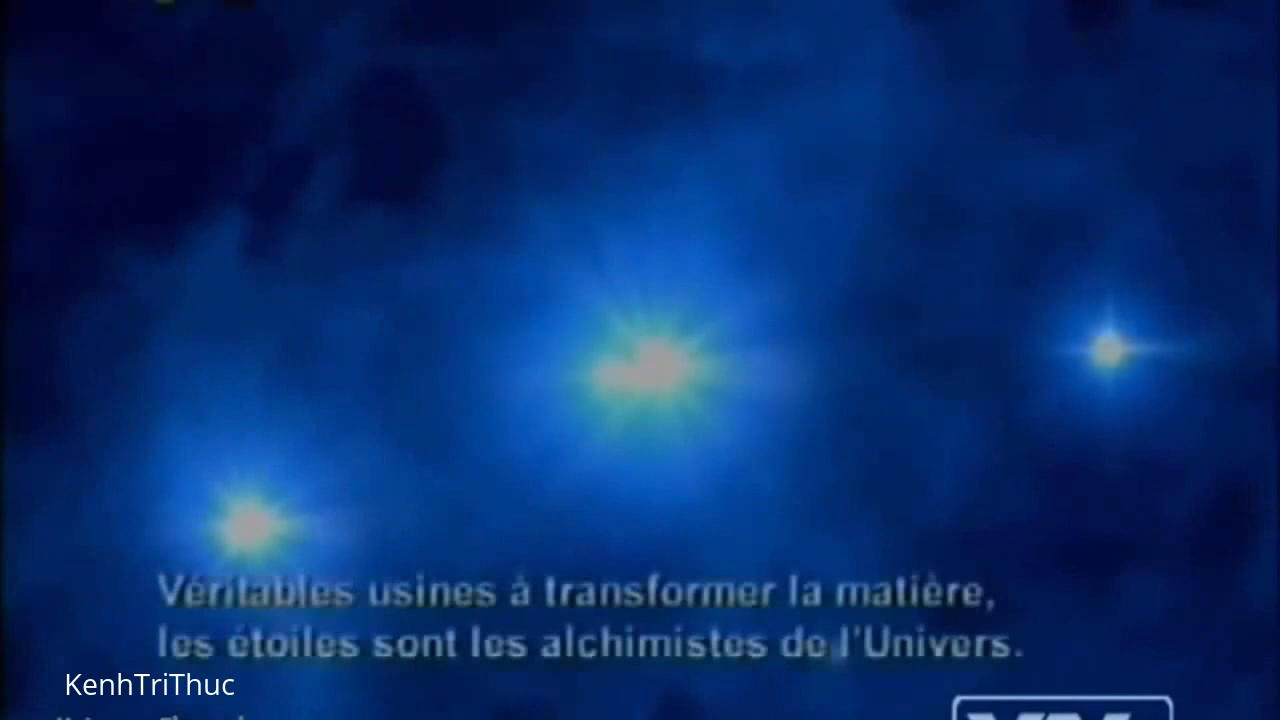 Véritables usines à transformer la matière,
les étoiles sont les alchimistes de l'Univers.
KenhTriThuc